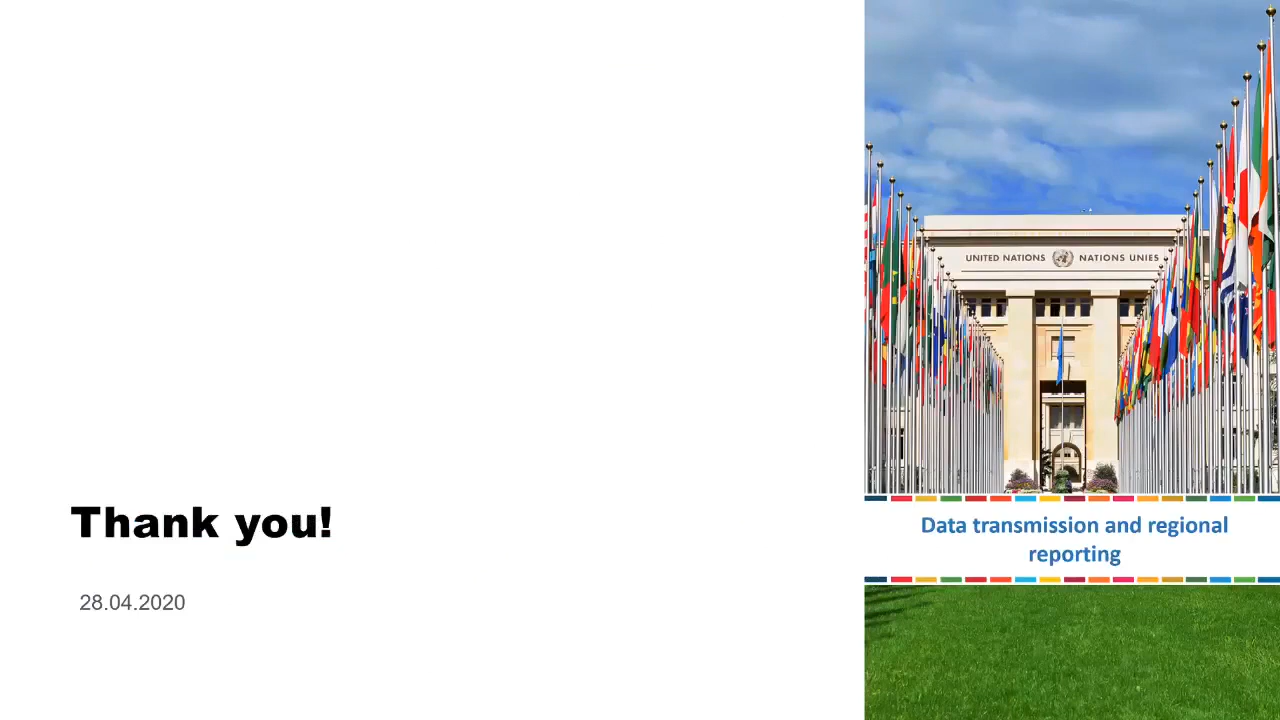 Thank you!
28.04.2020
UNITED NATIONS NATIONS UNIES
Data transmission and regional
reporting